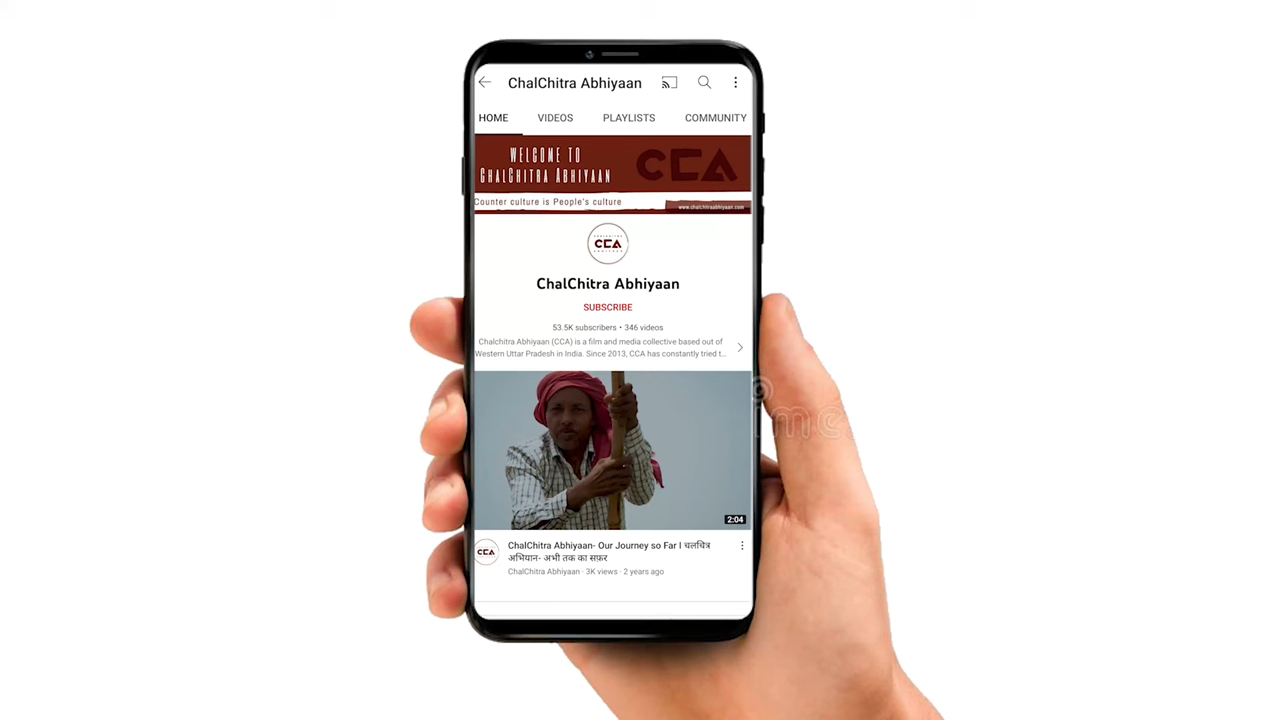 ChalChitra Abhiyaan
HOME VIDEOS PLAYLISTS COMMUNITY
WELCOME TO
CHALCHITRA ABHIYAAN
CCA
Counter culture is People's culture
www.chalchitraabhiyaan.com
CHALCHITRA
CCA
ABHIYAAN
ChalChitra Abhiyaan
SUBSCRIBE
53.5K subscribers • 346 videos
Chalchitra Abhiyaan (CCA) is a film and media collective based out of
Western Uttar Pradesh in India. Since 2013, CCA has constantly tried t...
2:04
CCA
ChalChitra Abhiyaan- Our Journey so Far I चलचित्र
अभियान- अभी तक का सफ़र
ChalChitra Abhiyaan · 3K views · 2 years ago